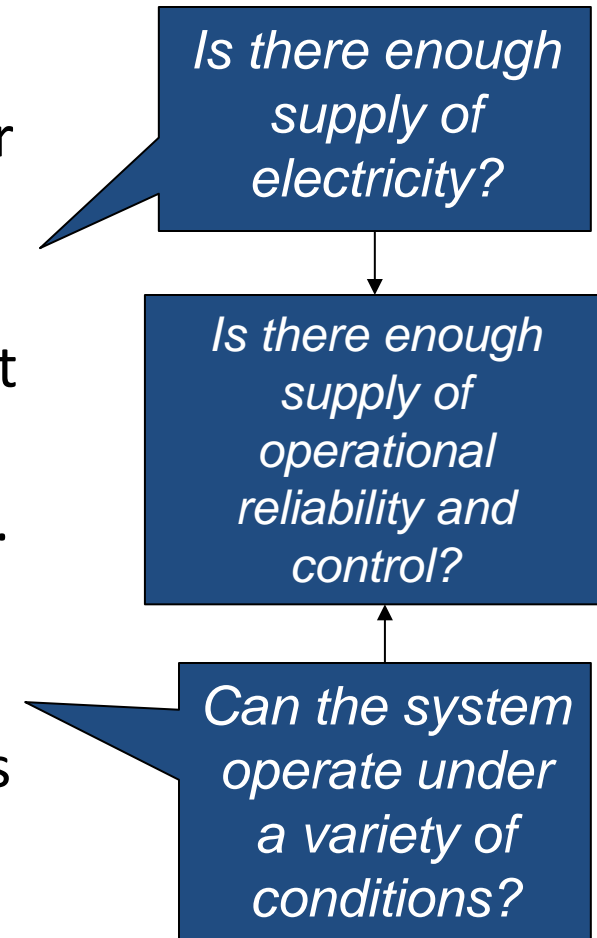 Is there enough
supply of
electricity?
r
Is there enough
supply of
operational
reliability and
control?
t
.
Can the system
operate under
a variety of
conditions?
s